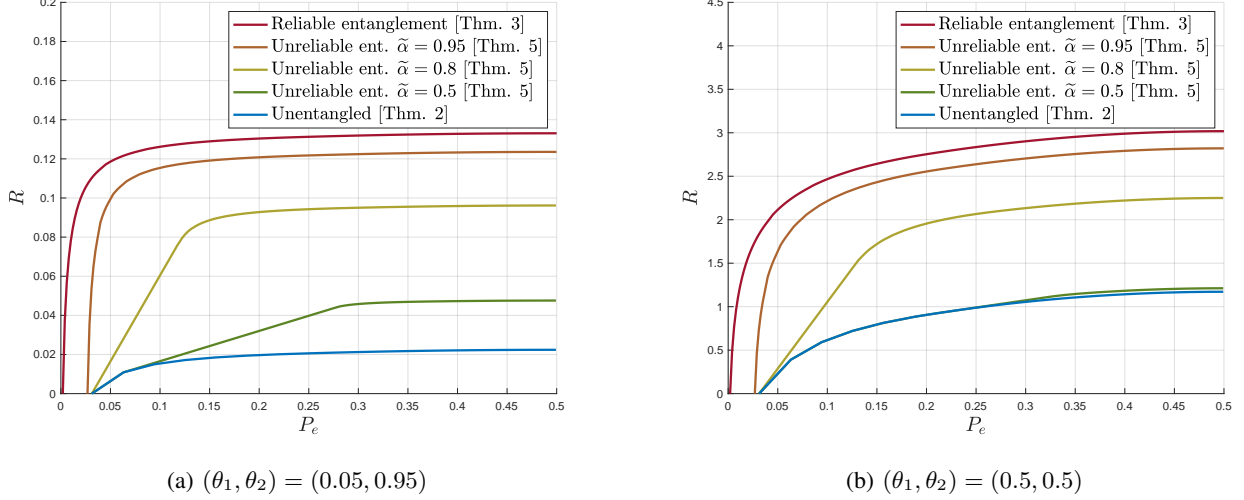 0.2
0.18
0.16
0.14
0.12
0.1
0.08
0.06
0.04
0.02
0
R
Reliable entanglement [Thm. 3]
Unreliable ent. α̃ = 0.95 [Thm. 5]
Unreliable ent. α̃ = 0.8 [Thm. 5]
Unreliable ent. α̃ = 0.5 [Thm. 5]
Unentangled [Thm. 2]
0 0.05 0.1 0.15 0.2 0.25 0.3 0.35 0.4 0.45 0.5
P_e
(a) (θ₁, θ₂) = (0.05, 0.95)
4.5
4
3.5
3
2.5
2
1.5
1
0.5
0
R
Reliable entanglement [Thm. 3]
Unreliable ent. α̃ = 0.95 [Thm. 5]
Unreliable ent. α̃ = 0.8 [Thm. 5]
Unreliable ent. α̃ = 0.5 [Thm. 5]
Unentangled [Thm. 2]
0 0.05 0.1 0.15 0.2 0.25 0.3 0.35 0.4 0.45 0.5
P_e
(b) (θ₁, θ₂) = (0.5, 0.5)